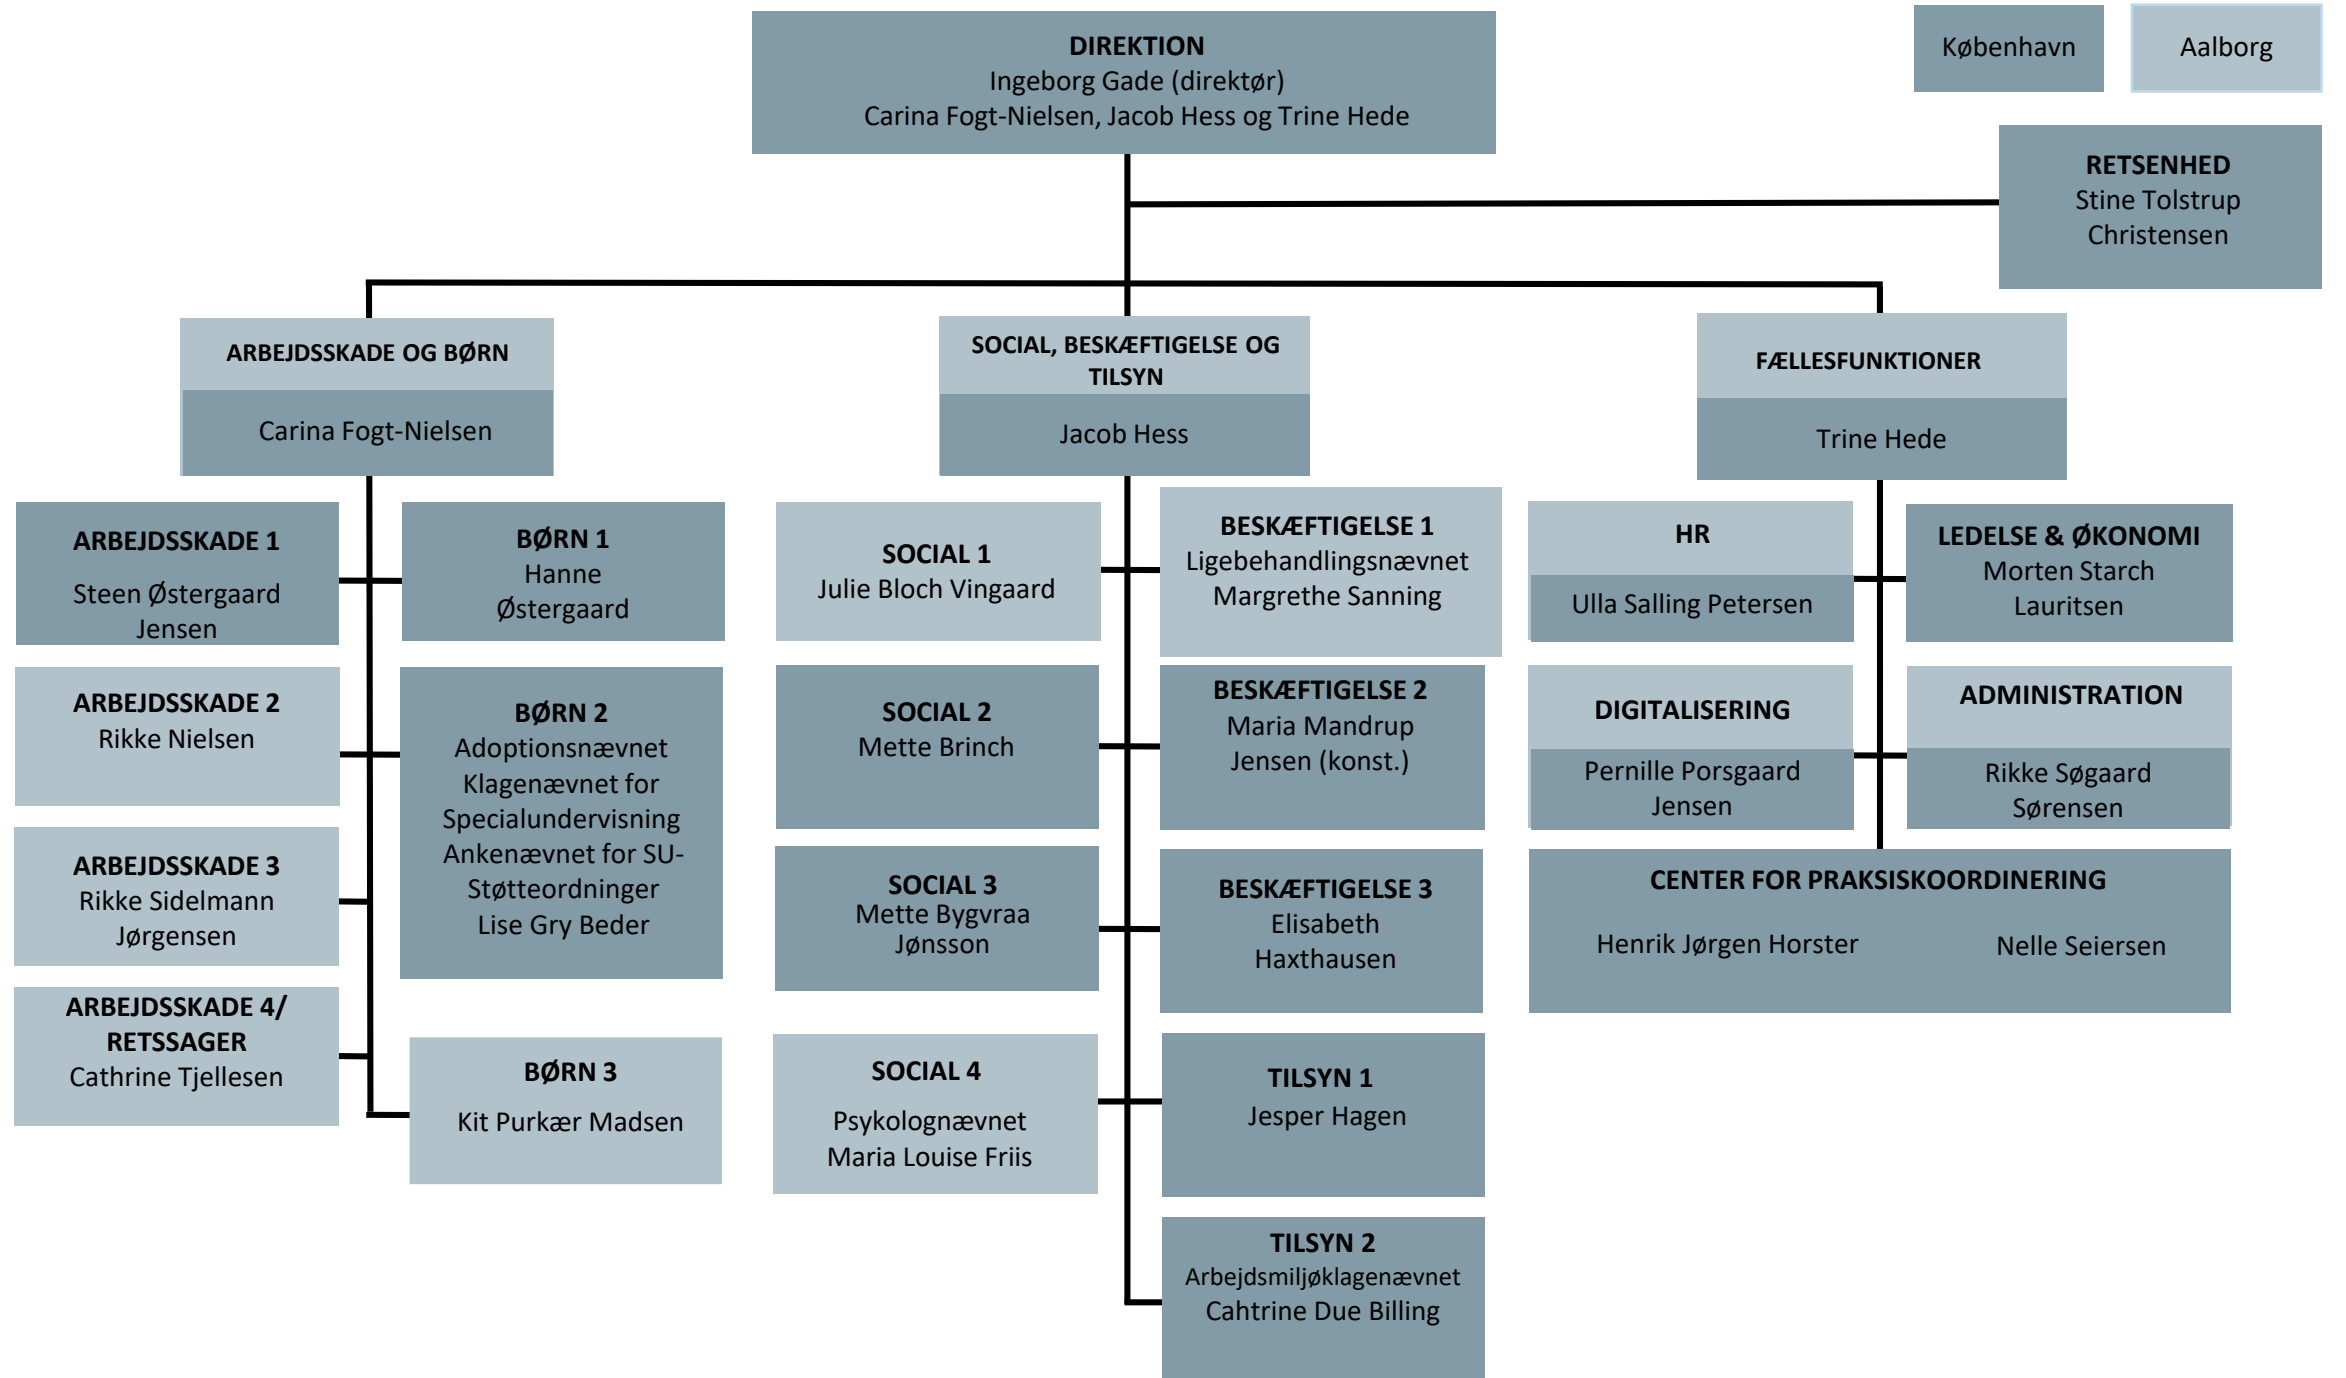 DIREKTION
Ingeborg Gade (direktør)
Carina Fogt-Nielsen, Jacob Hess og Trine Hede
København
Aalborg
RETSENHED
Stine Tolstrup
Christensen
ARBEJDSSKADE OG BØRN
Carina Fogt-Nielsen
SOCIAL, BESKÆFTIGELSE OG
TILSYN
Jacob Hess
FÆLLESFUNKTIONER
Trine Hede
ARBEJDSSKADE 1
Steen Østergaard
Jensen
ARBEJDSSKADE 2
Rikke Nielsen
ARBEJDSSKADE 3
Rikke Sidelmann
Jørgensen
ARBEJDSSKADE 4/
RETSSAGER
Cathrine Tjellesen
BØRN 1
Hanne
Østergaard
BØRN 2
Adoptionsnævnet
Klagenævnet for
Specialundervisning
Ankenævnet for SU-
Støtteordninger
Lise Gry Beder
BØRN 3
Kit Purkær Madsen
SOCIAL 1
Julie Bloch Vingaard
SOCIAL 2
Mette Brinch
SOCIAL 3
Mette Bygvraa
Jønsson
SOCIAL 4
Psykolognævnet
Maria Louise Friis
BESKÆFTIGELSE 1
Ligebehandlingsnævnet
Margrethe Sanning
BESKÆFTIGELSE 2
Maria Mandrup
Jensen (konst.)
BESKÆFTIGELSE 3
Elisabeth
Haxthausen
TILSYN 1
Jesper Hagen
TILSYN 2
Arbejdsmiljøklagenævnet
Cahtrine Due Billing
HR
Ulla Salling Petersen
LEDELSE & ØKONOMI
Morten Starch
Lauritsen
DIGITALISERING
Pernille Porsgaard
Jensen
ADMINISTRATION
Rikke Søgaard
Sørensen
CENTER FOR PRAKSISKOORDINERING
Henrik Jørgen Horster
Nelle Seiersen